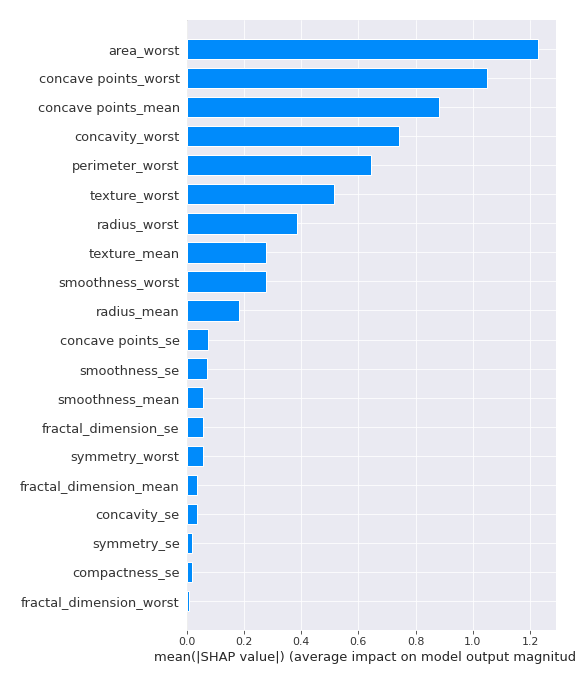 area_worst
concave points_worst
concave points_mean
concavity_worst
perimeter_worst
texture_worst
radius_worst
texture_mean
smoothness_worst
radius_mean
concave points_se
smoothness_se
smoothness_mean
fractal_dimension_se
symmetry_worst
fractal_dimension_mean
concavity_se
symmetry_se
compactness_se
fractal_dimension_worst
0.0 0.2 0.4 0.6 0.8 1.0 1.2
mean(|SHAP value|) (average impact on model output magnitud